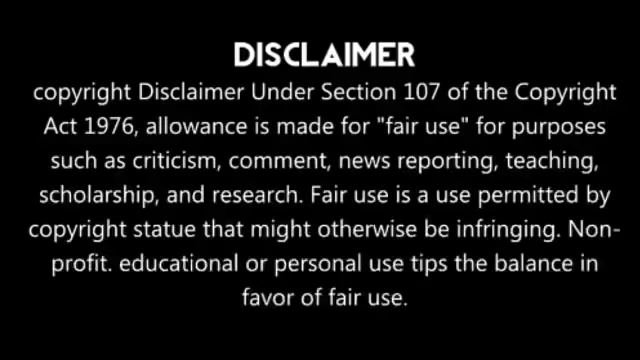 DISCLAIMER
copyright Disclaimer Under Section 107 of the Copyright
Act 1976, allowance is made for "fair use" for purposes
such as criticism, comment, news reporting, teaching,
scholarship, and research. Fair use is a use permitted by
copyright statue that might otherwise be infringing. Non-
profit. educational or personal use tips the balance in
favor of fair use.